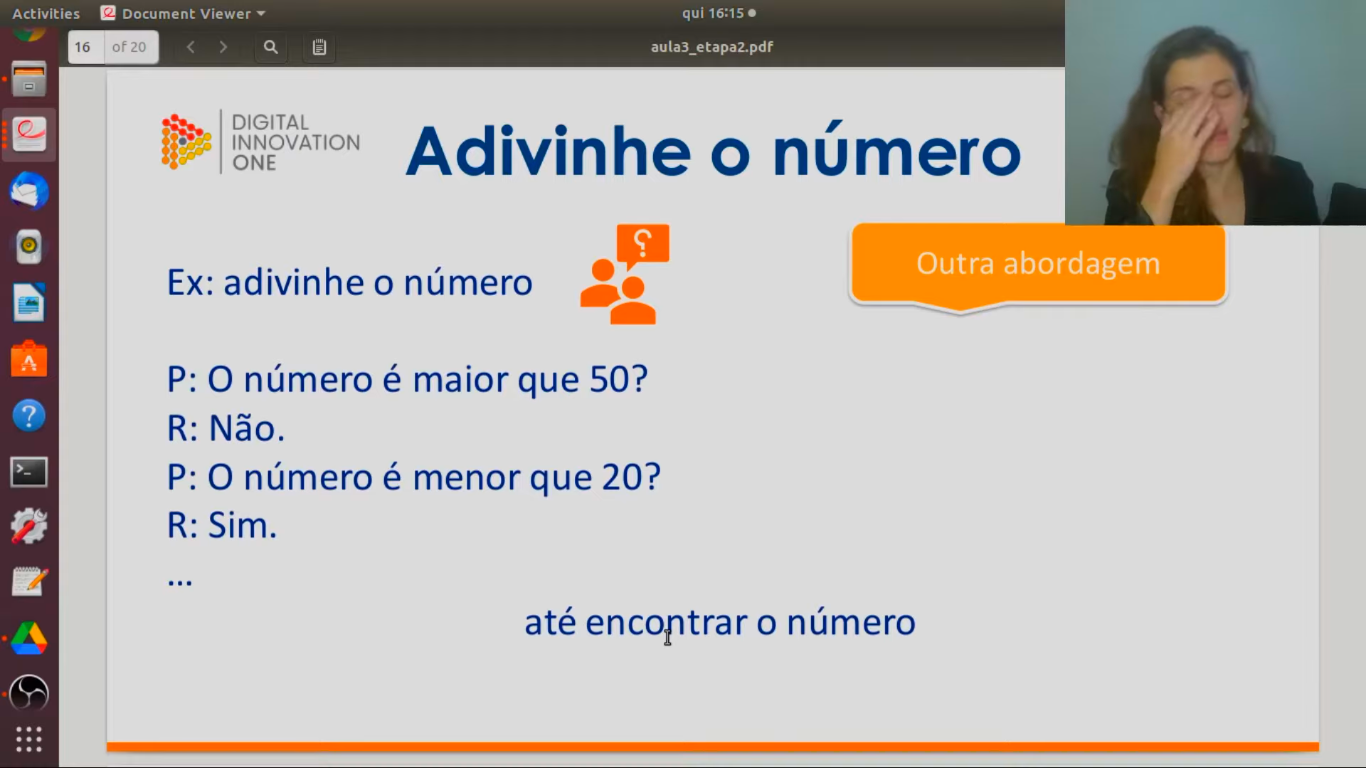 Activities
Document Viewer
qui 16:15
16
of 20
aula3_etapa2.pdf
DIGITAL
INNOVATION
ONE
Adivinhe o número
Ex: adivinhe o número
?
Outra abordagem
P: O número é maior que 50?
R: Não.
P: O número é menor que 20?
R: Sim.
...
até encontrar o número